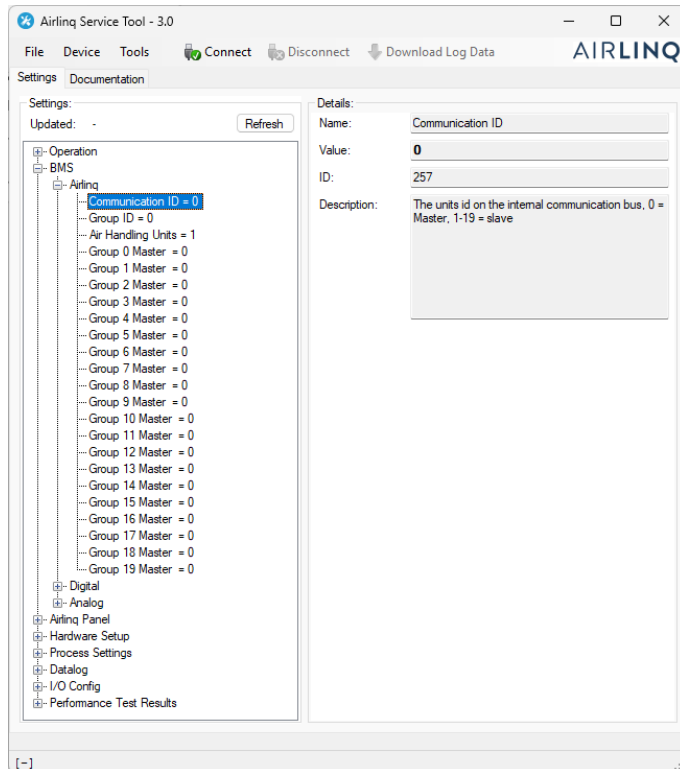 Airlinq Service Tool - 3.0
File Device Tools Connect Disconnect Download Log Data AIRLINQ
Settings Documentation
Settings:
Updated: - Refresh
Operation
BMS
Airlinq
Communication ID = 0
Group ID = 0
Air Handling Units = 1
Group 0 Master = 0
Group 1 Master = 0
Group 2 Master = 0
Group 3 Master = 0
Group 4 Master = 0
Group 5 Master = 0
Group 6 Master = 0
Group 7 Master = 0
Group 8 Master = 0
Group 9 Master = 0
Group 10 Master = 0
Group 11 Master = 0
Group 12 Master = 0
Group 13 Master = 0
Group 14 Master = 0
Group 15 Master = 0
Group 16 Master = 0
Group 17 Master = 0
Group 18 Master = 0
Group 19 Master = 0
Digital
Analog
Airlinq Panel
Hardware Setup
Process Settings
Datalog
I/O Config
Performance Test Results
Details:
Name: Communication ID
Value: 0
ID: 257
Description: The units id on the internal communication bus, 0 =
Master, 1-19 = slave
[-]